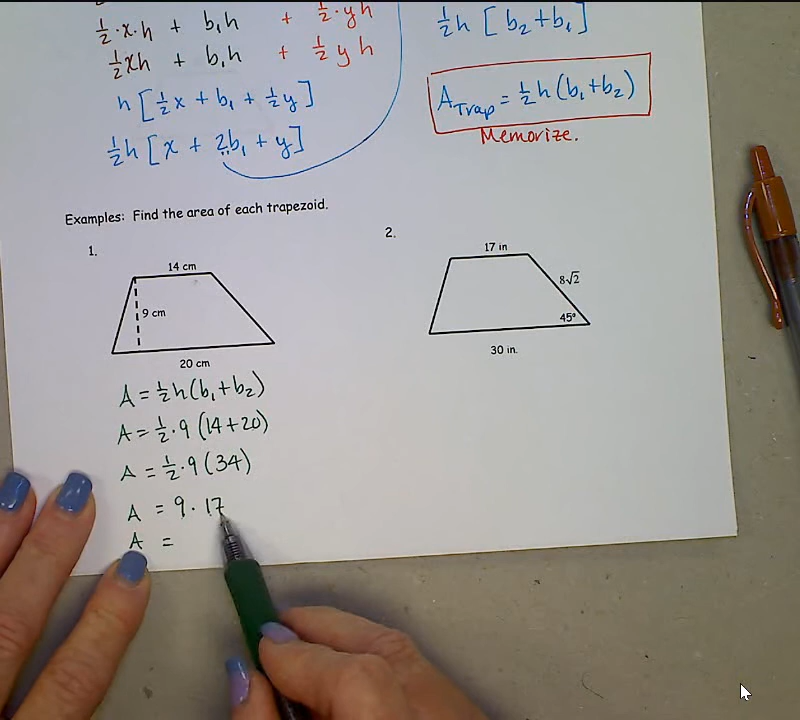 ½·x·h + b₁h + ½·yh
½xh + b₁h + ½yh
h[½x + b₁ + ½y]
½h[x + 2b₁ + y]
½h [b₂+b₁]
A Trap = ½h(b₁+b₂)
Memorize.
Examples: Find the area of each trapezoid.
1.
14 cm
9 cm
20 cm
A = ½h(b₁+b₂)
A = ½·9(14+20)
A = ½·9(34)
A = 9·17
A =
2.
17 in
8√2
45°
30 in.